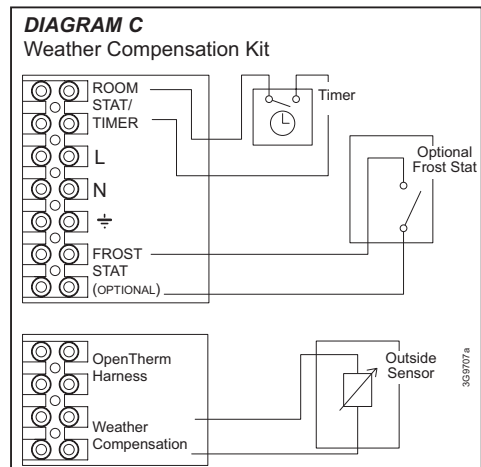 DIAGRAM C
Weather Compensation Kit
ROOM
STAT/
TIMER
L
N
FROST
STAT
(OPTIONAL)
Timer
Optional
Frost Stat
OpenTherm
Harness
Weather
Compensation
Outside
Sensor
3G9707a